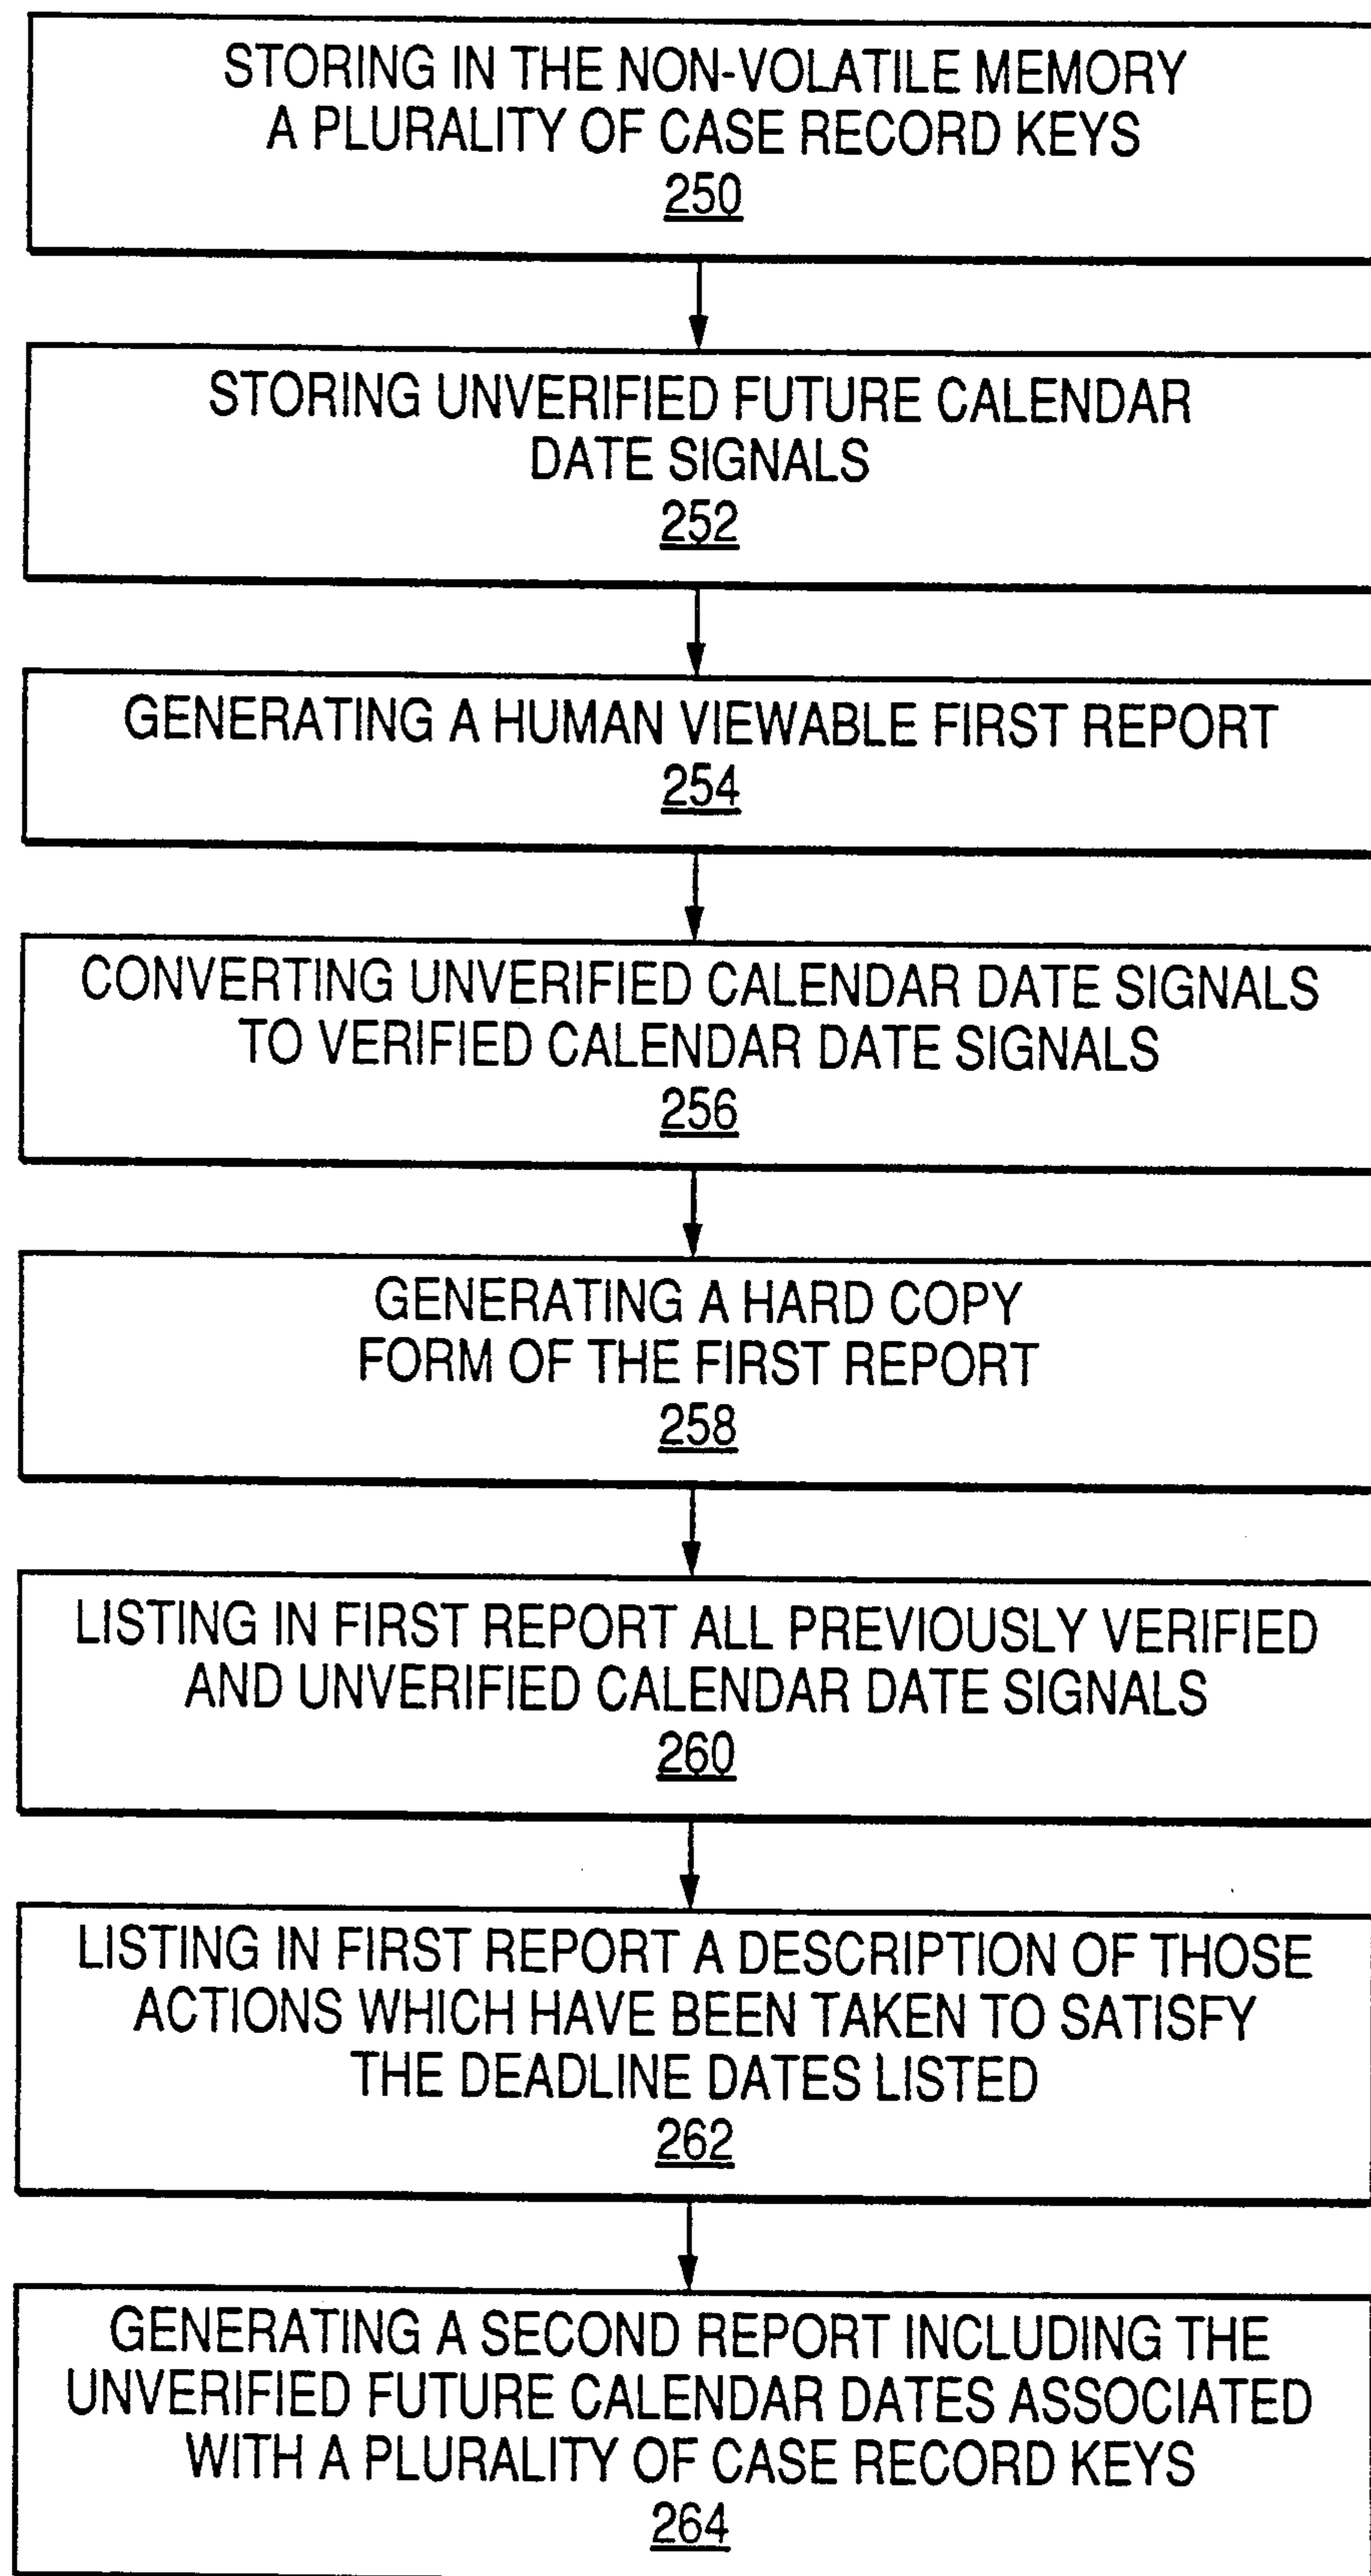 STORING IN THE NON-VOLATILE MEMORY
A PLURALITY OF CASE RECORD KEYS
250
STORING UNVERIFIED FUTURE CALENDAR
DATE SIGNALS
252
GENERATING A HUMAN VIEWABLE FIRST REPORT
254
CONVERTING UNVERIFIED CALENDAR DATE SIGNALS
TO VERIFIED CALENDAR DATE SIGNALS
256
GENERATING A HARD COPY
FORM OF THE FIRST REPORT
258
LISTING IN FIRST REPORT ALL PREVIOUSLY VERIFIED
AND UNVERIFIED CALENDAR DATE SIGNALS
260
LISTING IN FIRST REPORT A DESCRIPTION OF THOSE
ACTIONS WHICH HAVE BEEN TAKEN TO SATISFY
THE DEADLINE DATES LISTED
262
GENERATING A SECOND REPORT INCLUDING THE
UNVERIFIED FUTURE CALENDAR DATES ASSOCIATED
WITH A PLURALITY OF CASE RECORD KEYS
264